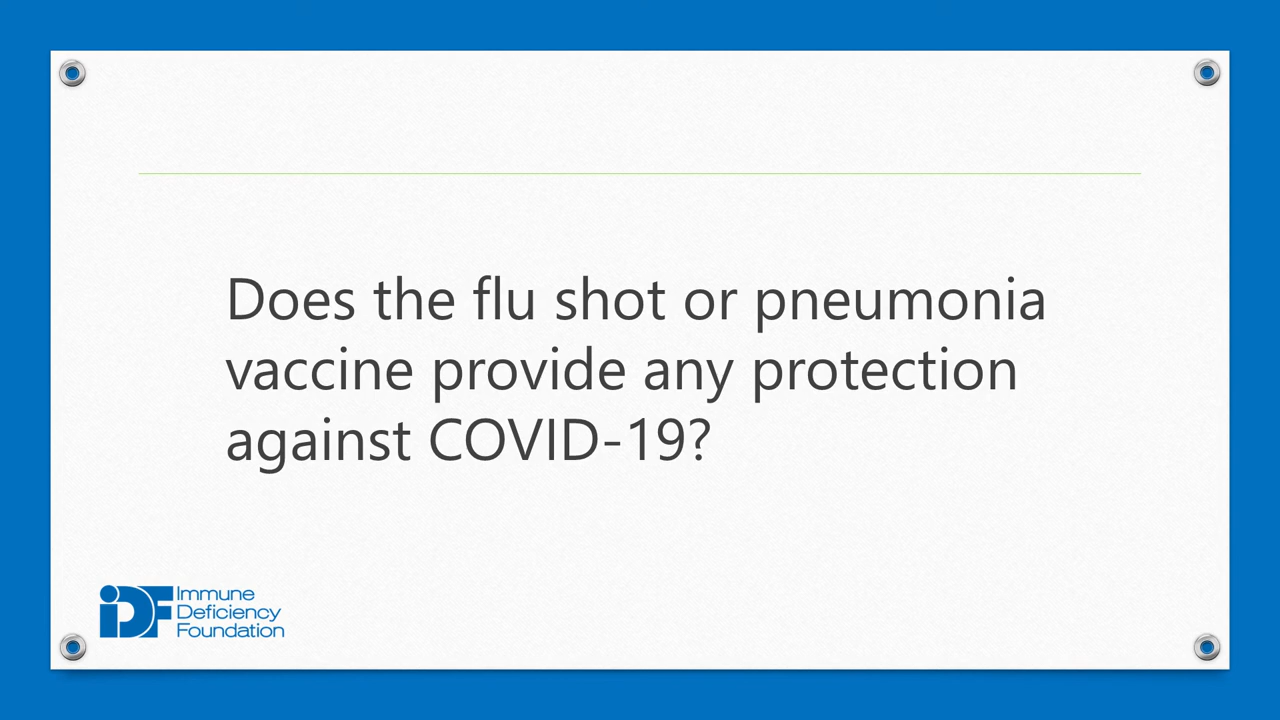 Does the flu shot or pneumonia
vaccine provide any protection
against COVID-19?
iDF Immune
Deficiency
Foundation